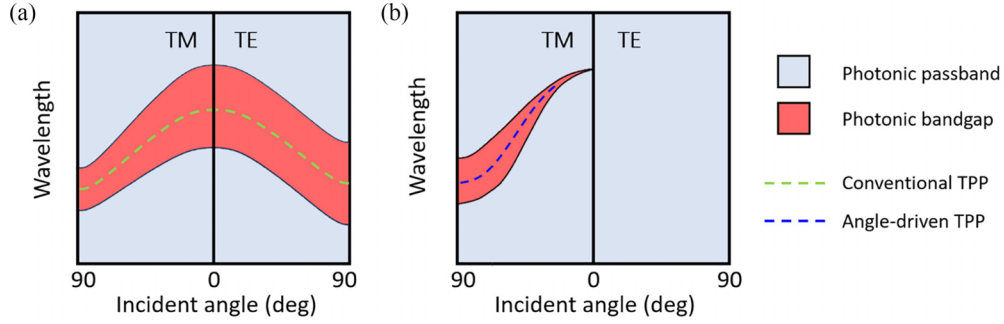 (a)
TM
TE
Wavelength
90
0
90
Incident angle (deg)
(b)
TM
TE
Wavelength
90
0
90
Incident angle (deg)
Photonic passband
Photonic bandgap
Conventional TPP
Angle-driven TPP